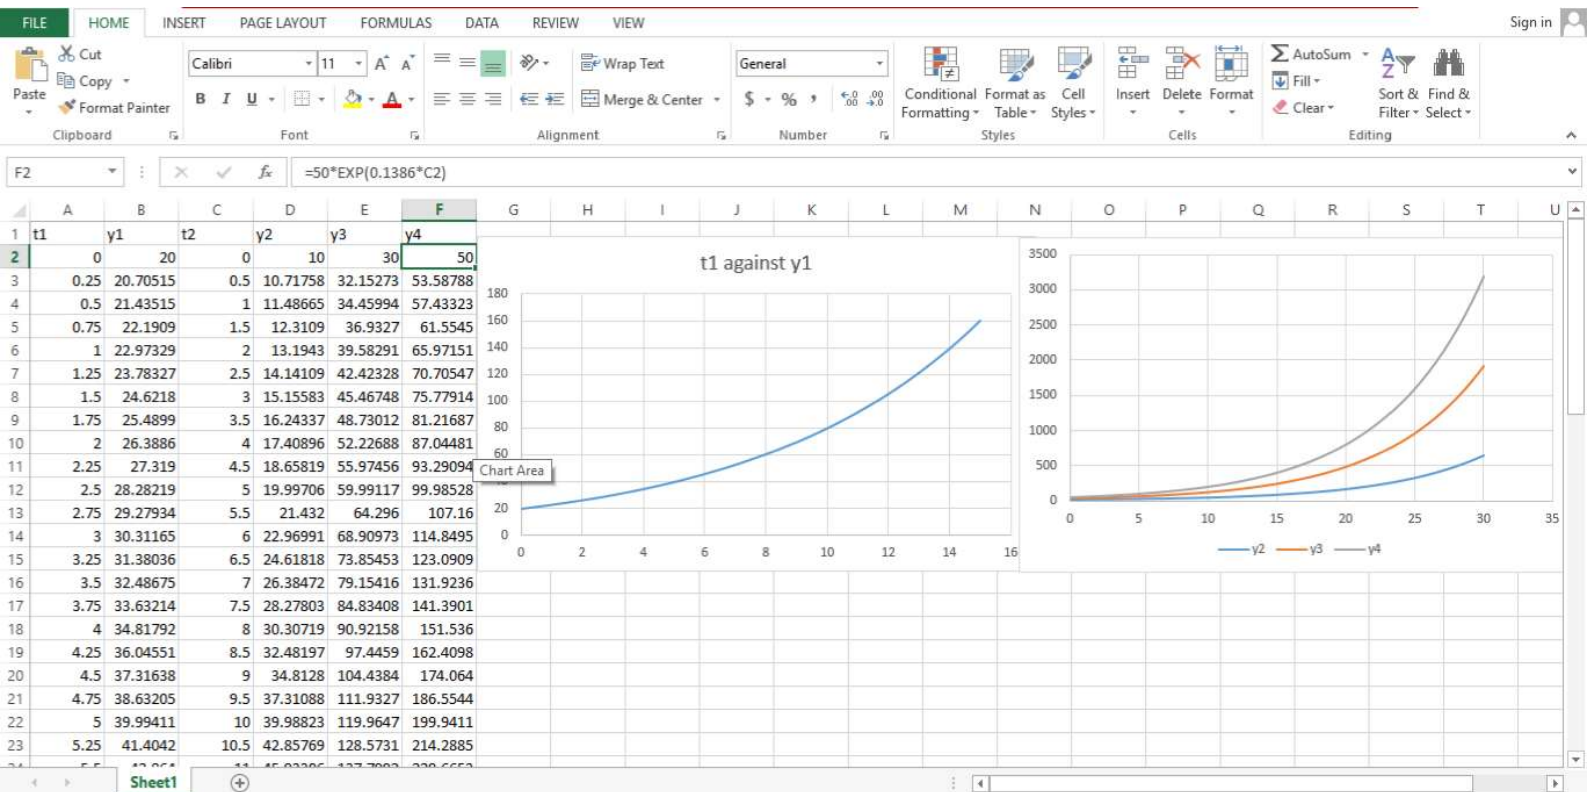 FILE HOME INSERT PAGE LAYOUT FORMULAS DATA REVIEW VIEW Sign in
Paste
Cut
Copy
Format Painter
Clipboard
Calibri 11 A A
B I U A
Font
Wrap Text
Merge & Center
Alignment
General
$ % , .0 .00 .00 .0
Number
Conditional Formatting
Format as Table
Cell Styles
Styles
Insert Delete Format
Cells
AutoSum
Fill
Clear
Sort & Filter
Find & Select
Editing
F2 fx =50*EXP(0.1386*C2)
A B C D E F G H I J K L M N O P Q R S T U
1 t1 y1 t2 y2 y3 y4
2 0 20 0 10 30 50
3 0.25 20.70515 0.5 10.71758 32.15273 53.58788
4 0.5 21.43515 1 11.48665 34.45994 57.43323
5 0.75 22.1909 1.5 12.3109 36.9327 61.5545
6 1 22.97329 2 13.1943 39.58291 65.97151
7 1.25 23.78327 2.5 14.14109 42.42328 70.70547
8 1.5 24.6218 3 15.15583 45.46748 75.77914
9 1.75 25.4899 3.5 16.24337 48.73012 81.21687
10 2 26.3886 4 17.40896 52.22688 87.04481
11 2.25 27.319 4.5 18.65819 55.97456 93.29094
12 2.5 28.28219 5 19.99706 59.99117 99.98528
13 2.75 29.27934 5.5 21.432 64.296 107.16
14 3 30.31165 6 22.96991 68.90973 114.8495
15 3.25 31.38036 6.5 24.61818 73.85453 123.0909
16 3.5 32.48675 7 26.38472 79.15416 131.9236
17 3.75 33.63214 7.5 28.27803 84.83408 141.3901
18 4 34.81792 8 30.30719 90.92158 151.536
19 4.25 36.04551 8.5 32.48197 97.4459 162.4098
20 4.5 37.31638 9 34.8128 104.4384 174.064
21 4.75 38.63205 9.5 37.31088 111.9327 186.5544
22 5 39.99411 10 39.98823 119.9647 199.9411
23 5.25 41.4042 10.5 42.85769 128.5731 214.2885
t1 against y1
180
160
140
120
100
80
60
20
0
0 2 4 6 8 10 12 14 16
Chart Area
3500
3000
2500
2000
1500
1000
500
0
0 5 10 15 20 25 30 35
y2 y3 y4
Sheet1